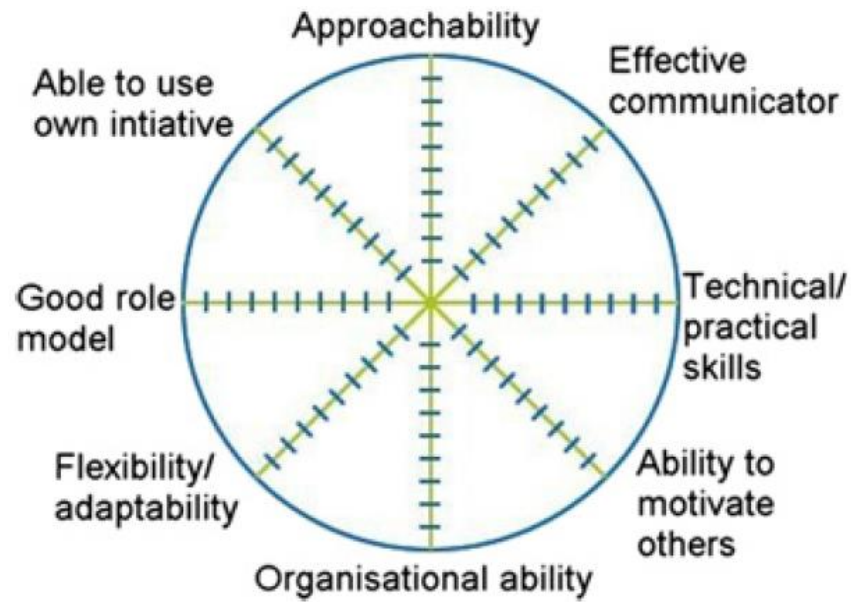 Approachability
Effective
communicator
Able to use
own intiative
Technical/
practical
skills
Good role
model
Ability to
motivate
others
Flexibility/
adaptability
Organisational ability